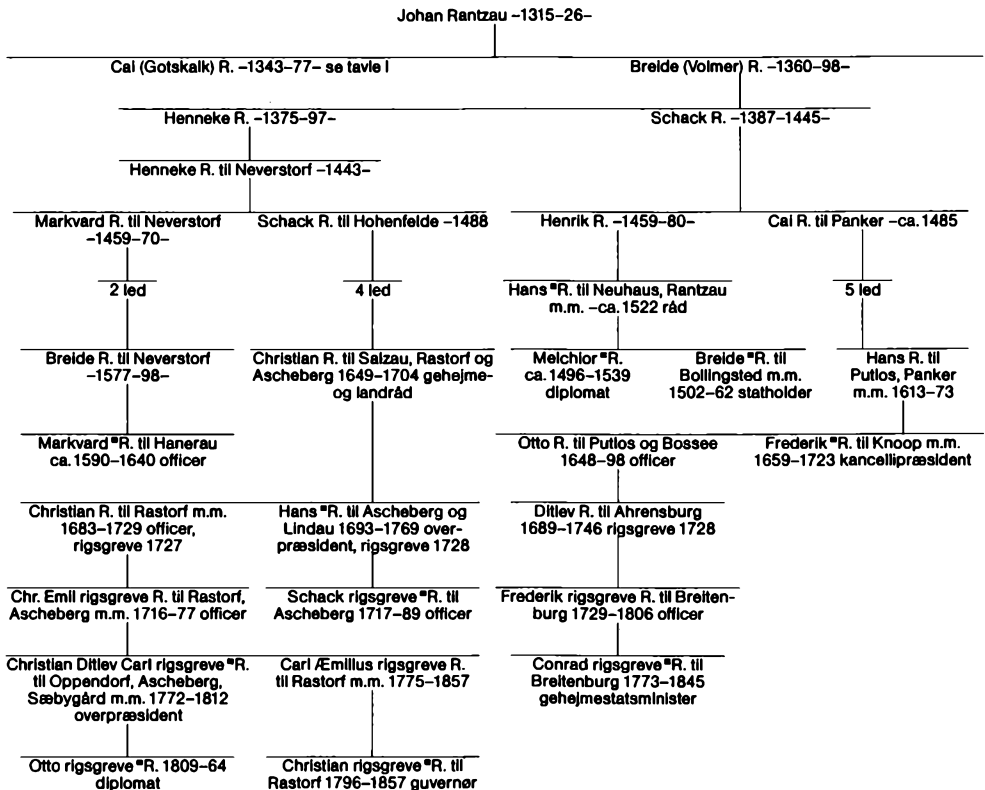 Johan Rantzau –1315–26–
Cai (Gotskalk) R. –1343–77– se tavle I
Breide (Volmer) R. –1360–98–
Henneke R. –1375–97–
Schack R. –1387–1445–
Henneke R. til Neverstorf –1443–
Markvard R. til Neverstorf
–1459–70–
Schack R. til Hohenfelde –1488
Henrik R. –1459–80–
Cai R. til Panker –ca. 1485
2 led
4 led
Hans *R. til Neuhaus, Rantzau
m.m. –ca. 1522 råd
5 led
Breide R. til Neverstorf
–1577–98–
Christian R. til Salzau, Rastorf og
Ascheberg 1649–1704 gehejme-
og landråd
Melchior *R.
ca. 1496–1539
diplomat
Breide *R. til
Bollingsted m.m.
1502–62 statholder
Hans R. til
Putlos, Panker
m.m. 1613–73
Markvard *R. til Hanerau
ca. 1590–1640 officer
Otto R. til Putlos og Bossee
1648–98 officer
Frederik *R. til Knoop m.m.
1659–1723 kancellipræsident
Christian R. til Rastorf m.m.
1683–1729 officer,
rigsgreve 1727
Hans *R. til Ascheberg og
Lindau 1693–1769 over-
præsident, rigsgreve 1728
Ditlev R. til Ahrensburg
1689–1746 rigsgreve 1728
Chr. Emil rigsgreve R. til Rastorf,
Ascheberg m.m. 1716–77 officer
Schack rigsgreve *R. til
Ascheberg 1717–89 officer
Frederik rigsgreve R. til Breiten-
burg 1729–1806 officer
Christian Ditlev Carl rigsgreve *R.
til Oppendorf, Ascheberg,
Sæbygård m.m. 1772–1812
overpræsident
Carl Æmilius rigsgreve R.
til Rastorf m.m. 1775–1857
Conrad rigsgreve *R. til
Breitenburg 1773–1845
gehejmestatsminister
Otto rigsgreve *R. 1809–64
diplomat
Christian rigsgreve *R. til
Rastorf 1796–1857 guvernør